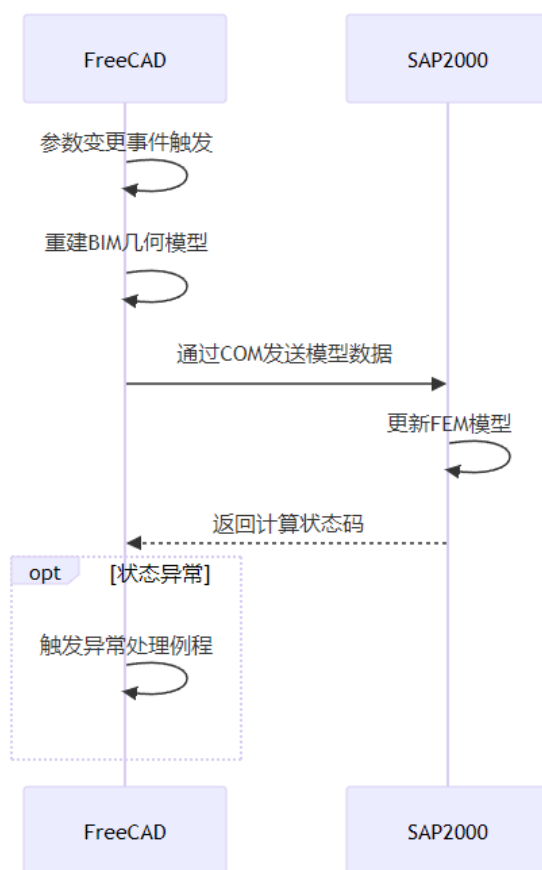 FreeCAD
SAP2000
参数变更事件触发
重建BIM几何模型
通过COM发送模型数据
更新FEM模型
返回计算状态码
opt
[状态异常]
触发异常处理例程
FreeCAD
SAP2000